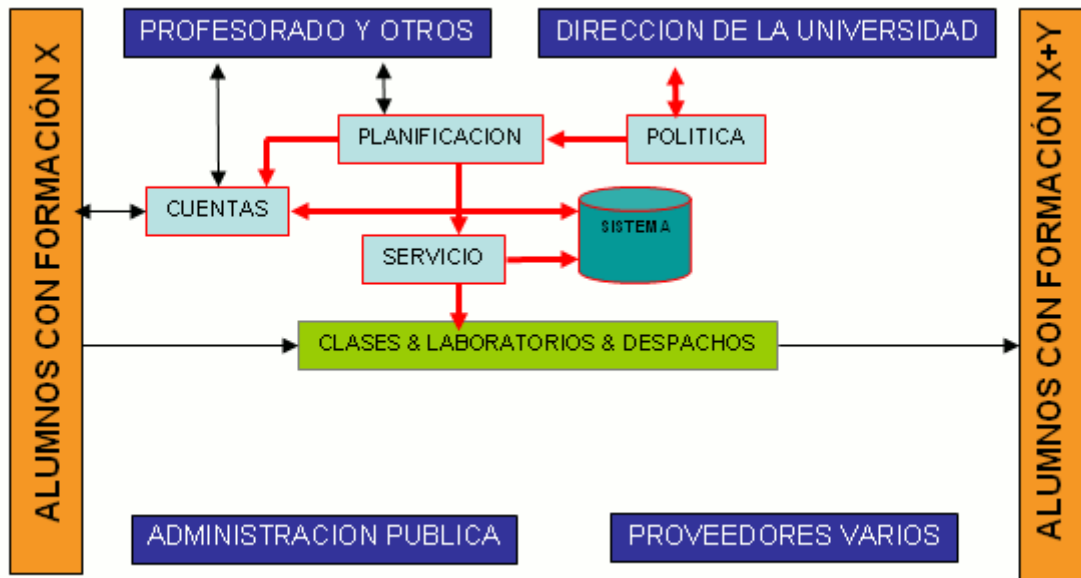 PROFESORADO Y OTROS
DIRECCION DE LA UNIVERSIDAD
ALUMNOS CON FORMACIÓN X
PLANIFICACION
POLITICA
CUENTAS
SISTEMA
SERVICIO
CLASES & LABORATORIOS & DESPACHOS
ALUMNOS CON FORMACIÓN X+Y
ADMINISTRACION PUBLICA
PROVEEDORES VARIOS